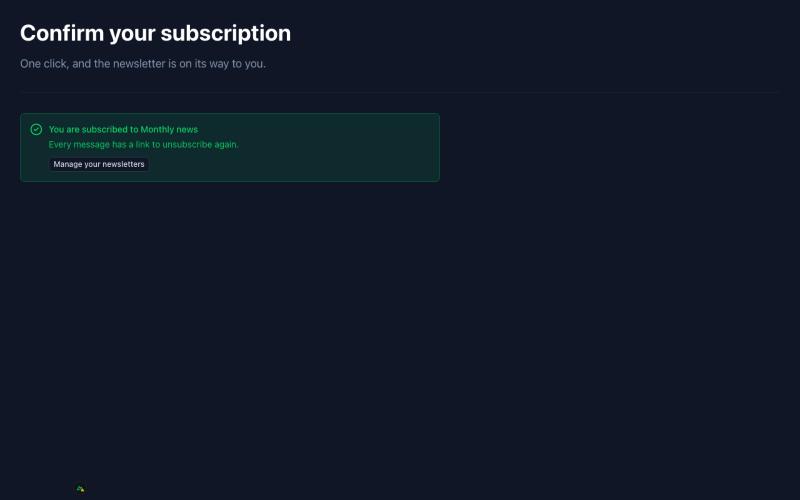 Confirm your subscription
One click, and the newsletter is on its way to you.
You are subscribed to Monthly news
Every message has a link to unsubscribe again.
Manage your newsletters